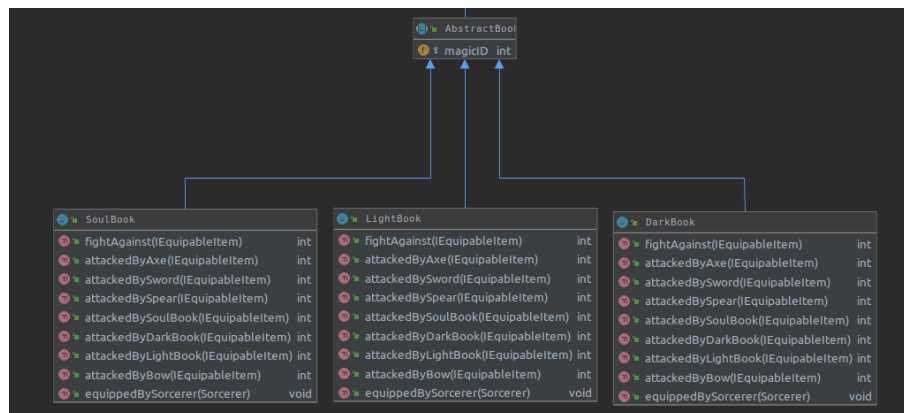 AbstractBook
magicID int
SoulBook
fightAgainst(IEquipableItem) int
attackedByAxe(IEquipableItem) int
attackedBySword(IEquipableItem) int
attackedBySpear(IEquipableItem) int
attackedBySoulBook(IEquipableItem) int
attackedByDarkBook(IEquipableItem) int
attackedByLightBook(IEquipableItem) int
attackedByBow(IEquipableItem) int
equippedBySorcerer(Sorcerer) void
LightBook
fightAgainst(IEquipableItem) int
attackedByAxe(IEquipableItem) int
attackedBySword(IEquipableItem) int
attackedBySpear(IEquipableItem) int
attackedBySoulBook(IEquipableItem) int
attackedByDarkBook(IEquipableItem) int
attackedByLightBook(IEquipableItem) int
attackedByBow(IEquipableItem) int
equippedBySorcerer(Sorcerer) void
DarkBook
fightAgainst(IEquipableItem) int
attackedByAxe(IEquipableItem) int
attackedBySword(IEquipableItem) int
attackedBySpear(IEquipableItem) int
attackedBySoulBook(IEquipableItem) int
attackedByDarkBook(IEquipableItem) int
attackedByLightBook(IEquipableItem) int
attackedByBow(IEquipableItem) int
equippedBySorcerer(Sorcerer) void